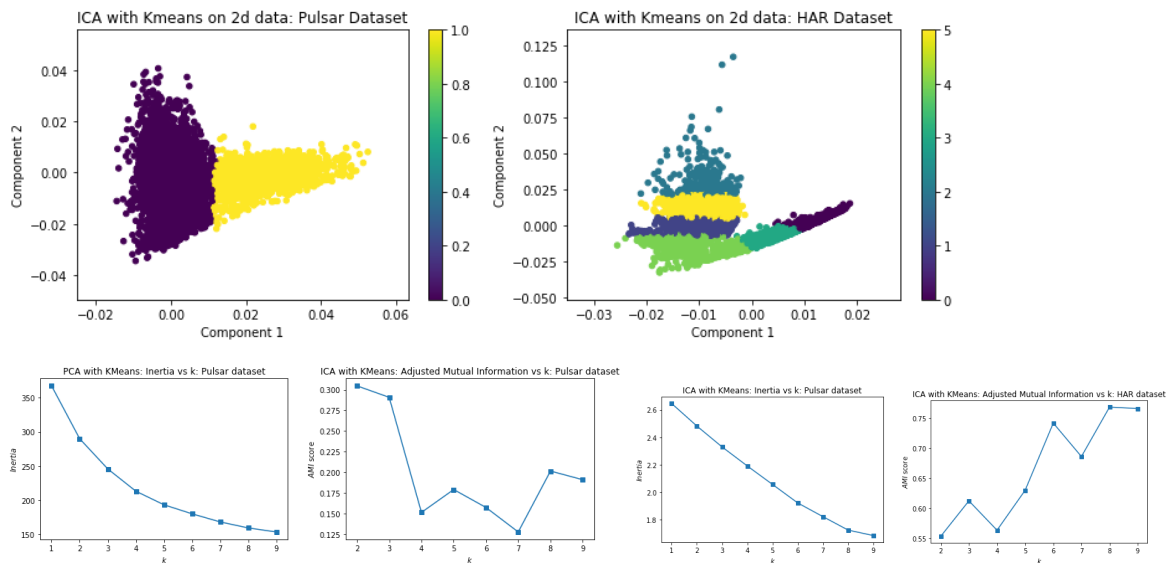 ICA with Kmeans on 2d data: Pulsar Dataset
0.04
0.02
0.00
−0.02
−0.04
Component 2
−0.02
0.00
0.02
0.04
0.06
Component 1
1.0
0.8
0.6
0.4
0.2
0.0
ICA with Kmeans on 2d data: HAR Dataset
0.125
0.100
0.075
0.050
0.025
0.000
−0.025
−0.050
Component 2
−0.03
−0.02
−0.01
0.00
0.01
0.02
Component 1
5
4
3
2
1
0
PCA with KMeans: Inertia vs k: Pulsar dataset
350
300
250
200
150
Inertia
1 2 3 4 5 6 7 8 9
k
ICA with KMeans: Adjusted Mutual Information vs k: Pulsar dataset
0.300
0.275
0.250
0.225
0.200
0.175
0.150
0.125
AMI score
2 3 4 5 6 7 8 9
k
ICA with KMeans: Inertia vs k: Pulsar dataset
2.6
2.4
2.2
2.0
1.8
Inertia
1 2 3 4 5 6 7 8 9
k
ICA with KMeans: Adjusted Mutual Information vs k: HAR dataset
0.75
0.70
0.65
0.60
0.55
AMI score
2 3 4 5 6 7 8 9
k